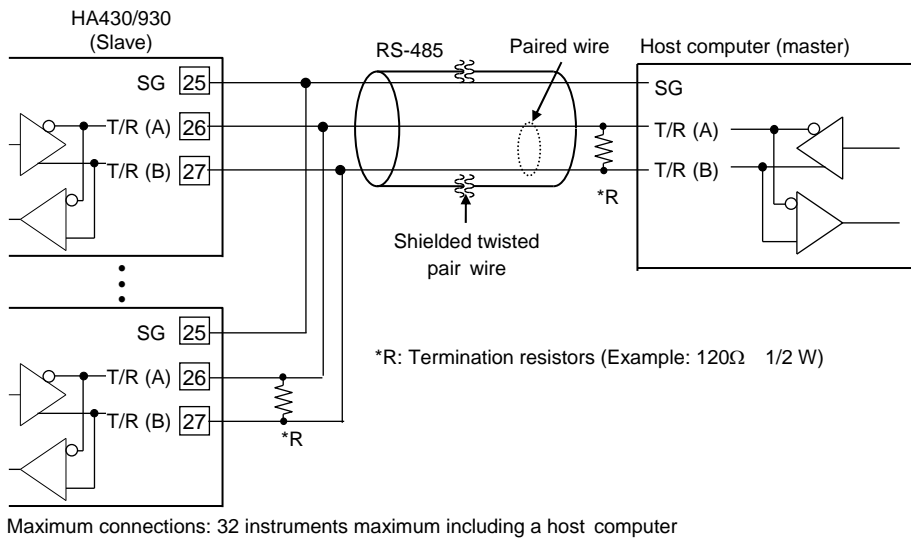 HA430/930
(Slave)
RS-485
Paired wire
Host computer (master)
SG 25
SG
T/R (A) 26
T/R (A)
T/R (B) 27
T/R (B)
*R
Shielded twisted
pair wire
SG 25
*R: Termination resistors (Example: 120Ω 1/2 W)
T/R (A) 26
T/R (B) 27
*R
Maximum connections: 32 instruments maximum including a host computer